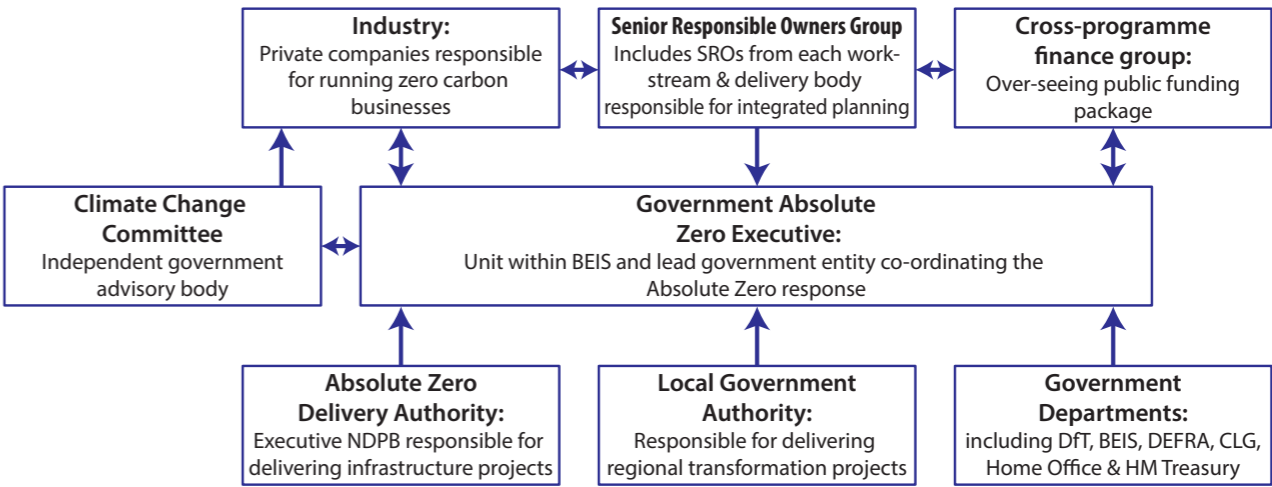 Industry:
Private companies responsible
for running zero carbon
businesses
Senior Responsible Owners Group
Includes SROs from each work-
stream & delivery body
responsible for integrated planning
Cross-programme
finance group:
Over-seeing public funding
package
Climate Change
Committee
Independent government
advisory body
Government Absolute
Zero Executive:
Unit within BEIS and lead government entity co-ordinating the
Absolute Zero response
Absolute Zero
Delivery Authority:
Executive NDPB responsible for
delivering infrastructure projects
Local Government
Authority:
Responsible for delivering
regional transformation projects
Government
Departments:
including DfT, BEIS, DEFRA, CLG,
Home Office & HM Treasury